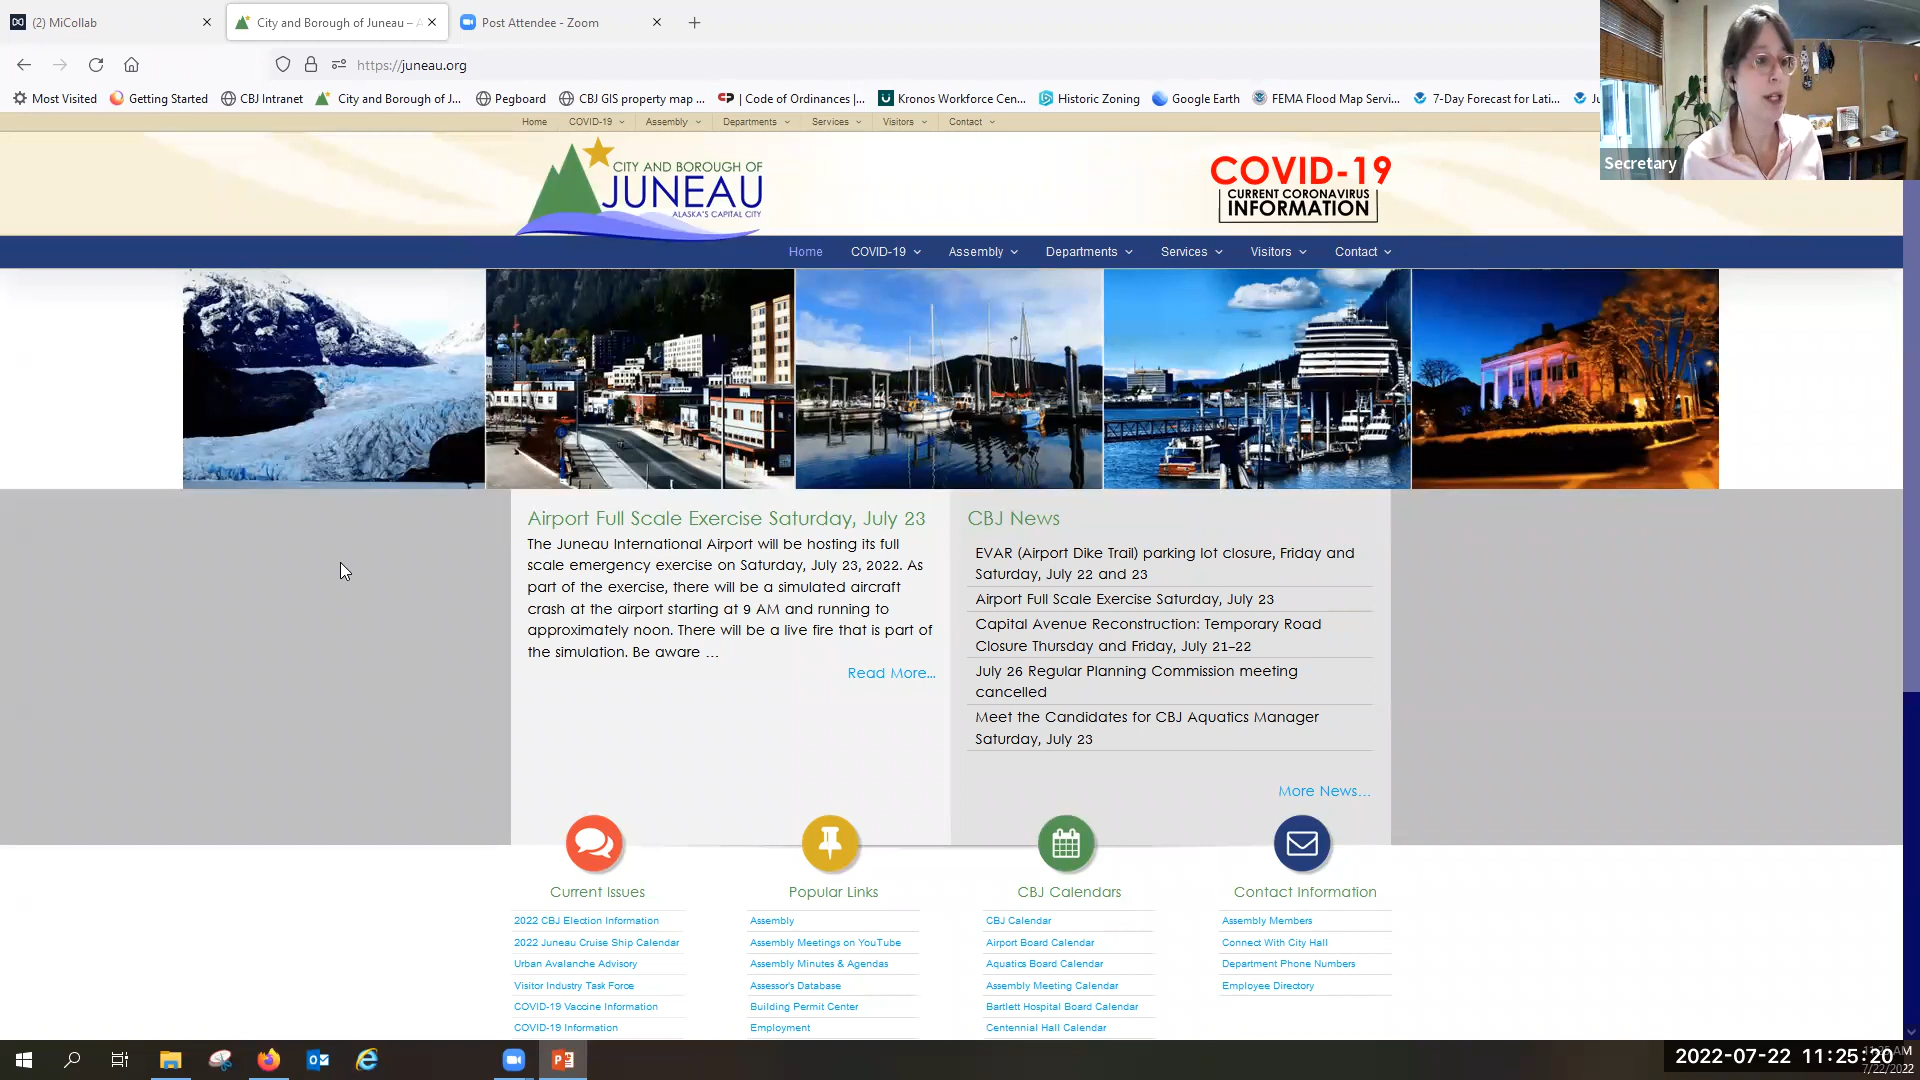 (2) MiCollab
City and Borough of Juneau – A
Post Attendee - Zoom
https://juneau.org
Most Visited
Getting Started
CBJ Intranet
City and Borough of J...
Pegboard
CBJ GIS property map ...
| Code of Ordinances |...
Kronos Workforce Cen...
Historic Zoning
Google Earth
FEMA Flood Map Servi...
7-Day Forecast for Lati...
Secretary
Home COVID-19 Assembly Departments Services Visitors Contact
CITY AND BOROUGH OF
JUNEAU
ALASKA'S CAPITAL CITY
COVID-19
CURRENT CORONAVIRUS
INFORMATION
Home COVID-19 Assembly Departments Services Visitors Contact
Airport Full Scale Exercise Saturday, July 23
The Juneau International Airport will be hosting its full
scale emergency exercise on Saturday, July 23, 2022. As
part of the exercise, there will be a simulated aircraft
crash at the airport starting at 9 AM and running to
approximately noon. There will be a live fire that is part of
the simulation. Be aware ...
Read More...
CBJ News
EVAR (Airport Dike Trail) parking lot closure, Friday and
Saturday, July 22 and 23
Airport Full Scale Exercise Saturday, July 23
Capital Avenue Reconstruction: Temporary Road
Closure Thursday and Friday, July 21–22
July 26 Regular Planning Commission meeting
cancelled
Meet the Candidates for CBJ Aquatics Manager
Saturday, July 23
More News...
Current Issues
2022 CBJ Election Information
2022 Juneau Cruise Ship Calendar
Urban Avalanche Advisory
Visitor Industry Task Force
COVID-19 Vaccine Information
COVID-19 Information
Popular Links
Assembly
Assembly Meetings on YouTube
Assembly Minutes & Agendas
Assessor's Database
Building Permit Center
Employment
CBJ Calendars
CBJ Calendar
Airport Board Calendar
Aquatics Board Calendar
Assembly Meeting Calendar
Bartlett Hospital Board Calendar
Centennial Hall Calendar
Contact Information
Assembly Members
Connect With City Hall
Department Phone Numbers
Employee Directory
2022-07-22 11:25:20
7/22/2022